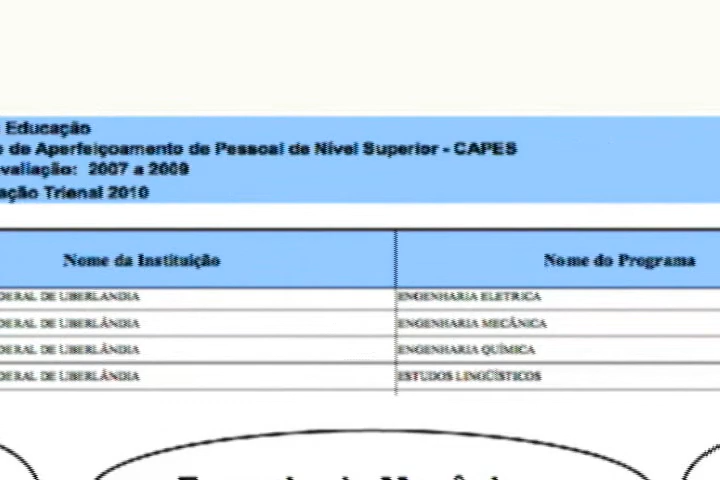 Educação
o de Aperfeiçoamento de Pessoal de Nível Superior - CAPES
valiação: 2007 a 2009
ação Trienal 2010
Nome da Instituição Nome do Programa
DERAL DE UBERLANDIA ENGENHARIA ELETRICA
DERAL DE UBERLÂNDIA ENGENHARIA MECÂNICA
DERAL DE UBERLÂNDIA ENGENHARIA QUÍMICA
DERAL DE UBERLÂNDIA ESTUDOS LINGÜÍSTICOS